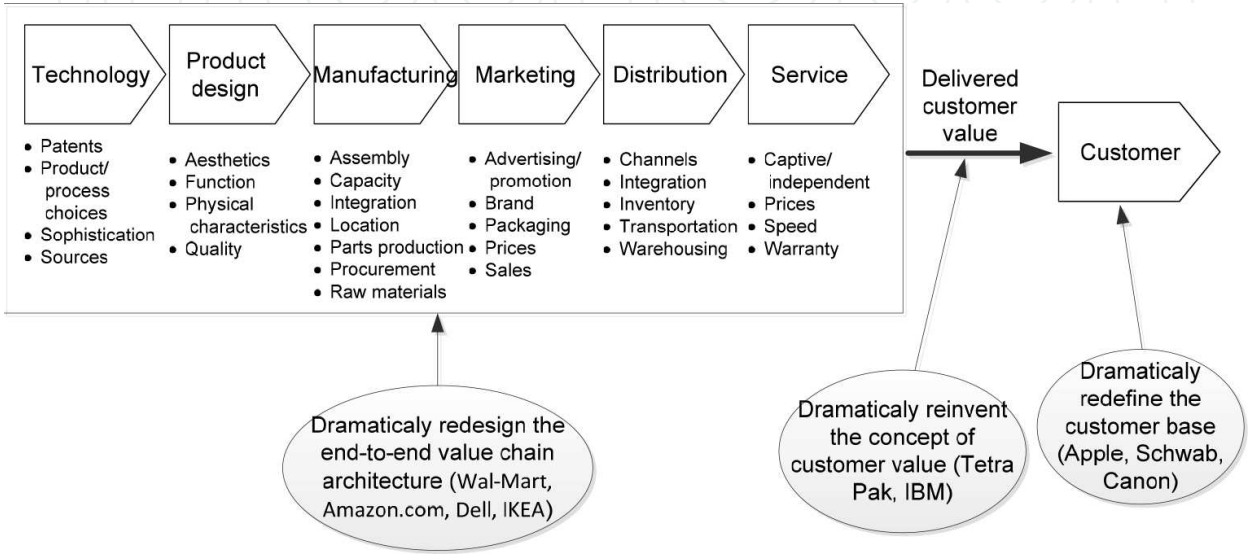 Technology
Product
design
Manufacturing
Marketing
Distribution
Service
Delivered
customer
value
Customer
• Patents
• Product/
process
choices
• Sophistication
• Sources
• Aesthetics
• Function
• Physical
characteristics
• Quality
• Assembly
• Capacity
• Integration
• Location
• Parts production
• Procurement
• Raw materials
• Advertising/
promotion
• Brand
• Packaging
• Prices
• Sales
• Channels
• Integration
• Inventory
• Transportation
• Warehousing
• Captive/
independent
• Prices
• Speed
• Warranty
Dramaticaly redesign the
end-to-end value chain
architecture (Wal-Mart,
Amazon.com, Dell, IKEA)
Dramaticaly reinvent
the concept of
customer value (Tetra
Pak, IBM)
Dramaticaly
redefine the
customer base
(Apple, Schwab,
Canon)